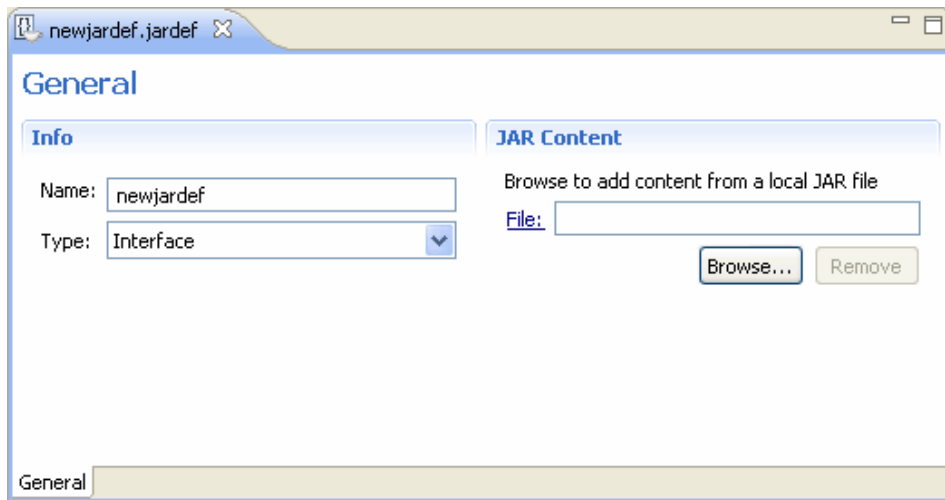 newjardef.jardef
General
Info
Name: newjardef
Type: Interface
JAR Content
Browse to add content from a local JAR file
File:
Browse... Remove
General